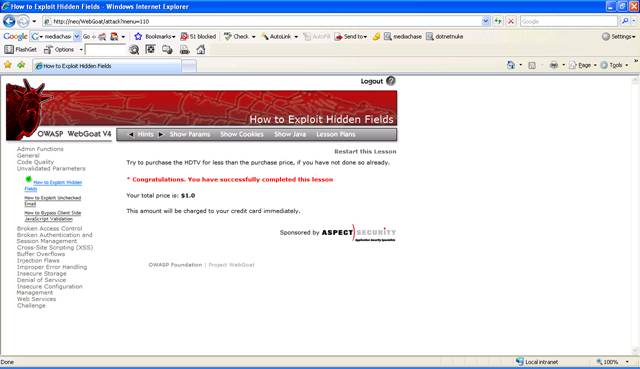 How to Exploit Hidden Fields - Windows Internet Explorer
http://neo/WebGoat/attack?menu=110
Google
Google
mediachase
Go
Bookmarks
51 blocked
Check
AutoLink
AutoFill
Send to
mediachase
dotnetnuke
Settings
FlashGet
Options
How to Exploit Hidden Fields
Page
Tools
Logout ?
How to Exploit Hidden Fields
OWASP WebGoat V4
Hints
Show Params
Show Cookies
Show Java
Lesson Plans
Restart this Lesson
Admin Functions
General
Code Quality
Unvalidated Parameters
How to Exploit Hidden
Fields
How to Exploit Unchecked
Email
How to Bypass Client Side
JavaScript Validation
Broken Access Control
Broken Authentication and
Session Management
Cross-Site Scripting (XSS)
Buffer Overflows
Injection Flaws
Improper Error Handling
Insecure Storage
Denial of Service
Insecure Configuration
Management
Web Services
Challenge
Try to purchase the HDTV for less than the purchase price, if you have not done so already.
* Congratulations. You have successfully completed this lesson
Your total price is: $1.0
This amount will be charged to your credit card immediately.
Sponsored by ASPECT SECURITY
Application Security Specialists
OWASP Foundation | Project WebGoat
Done
Local intranet
100%